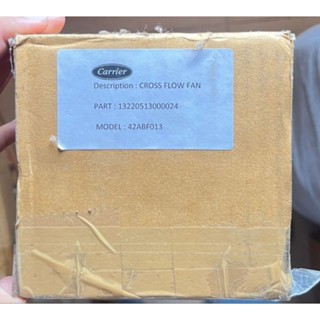 Carrier
Description : CROSS FLOW FAN
PART : 13220513000024
MODEL : 42ABF013